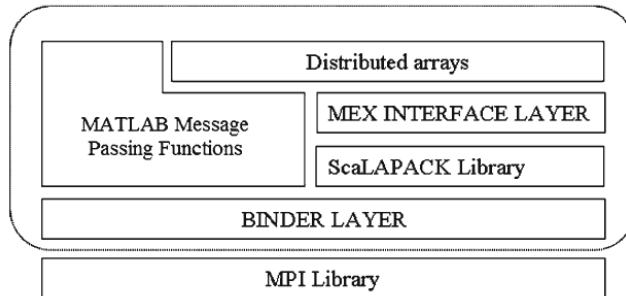 Distributed arrays
MATLAB Message
Passing Functions
MEX INTERFACE LAYER
ScaLAPACK Library
BINDER LAYER
MPI Library